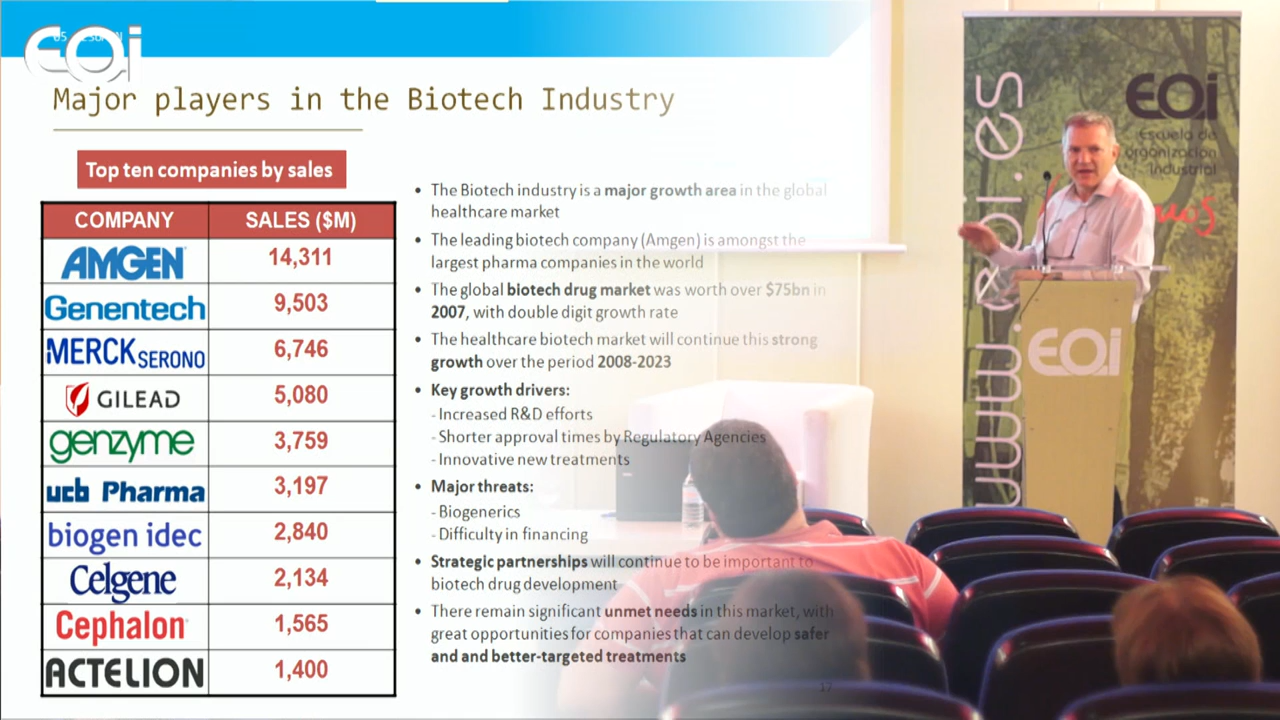 EOi
Major players in the Biotech Industry
Top ten companies by sales
COMPANY SALES ($M)
AMGEN 14,311
Genentech 9,503
MERCK SERONO 6,746
GILEAD 5,080
genzyme 3,759
ucb Pharma 3,197
biogen idec 2,840
Celgene 2,134
Cephalon 1,565
ACTELION 1,400
• The Biotech industry is a major growth area in the global
healthcare market
• The leading biotech company (Amgen) is amongst the
largest pharma companies in the world
• The global biotech drug market was worth over $75bn in
2007, with double digit growth rate
• The healthcare biotech market will continue this strong
growth over the period 2008-2023
• Key growth drivers:
- Increased R&D efforts
- Shorter approval times by Regulatory Agencies
- Innovative new treatments
• Major threats:
- Biogenerics
- Difficulty in financing
• Strategic partnerships will continue to be important to
biotech drug development
• There remain significant unmet needs in this market, with
great opportunities for companies that can develop safer
and and better-targeted treatments
17
www.eoi.es
EOi
Escuela de
organización
industrial
EOi